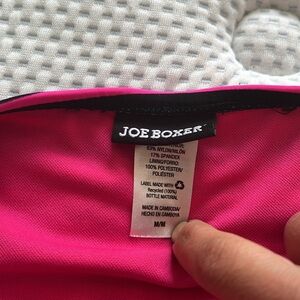 JOE BOXER
83% NYLON/NILÓN
17% SPANDEX
LINING/FORRO:
100% POLYESTER/
POLIÉSTER
LABEL MADE WITH
RECYCLED 100%
BOTTLE MATERIAL
MADE IN CAMBODIA/
HECHO EN CAMBOYA
M/M